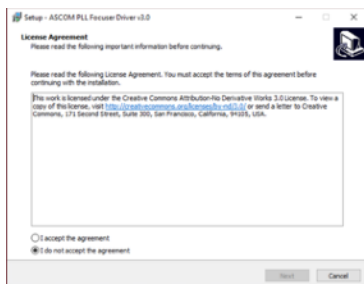 Setup - ASCOM PLL Focuser Driver v3.0
License Agreement
Please read the following important information before continuing.
Please read the following License Agreement. You must accept the terms of this agreement before
continuing with the installation.
This work is licensed under the Creative Commons Attribution-No Derivative Works 3.0 License. To view a
copy of this license, visit http://creativecommons.org/licenses/by-nd/3.0/ or send a letter to Creative
Commons, 171 Second Street, Suite 300, San Francisco, California, 94105, USA.
I accept the agreement
I do not accept the agreement
Next Cancel